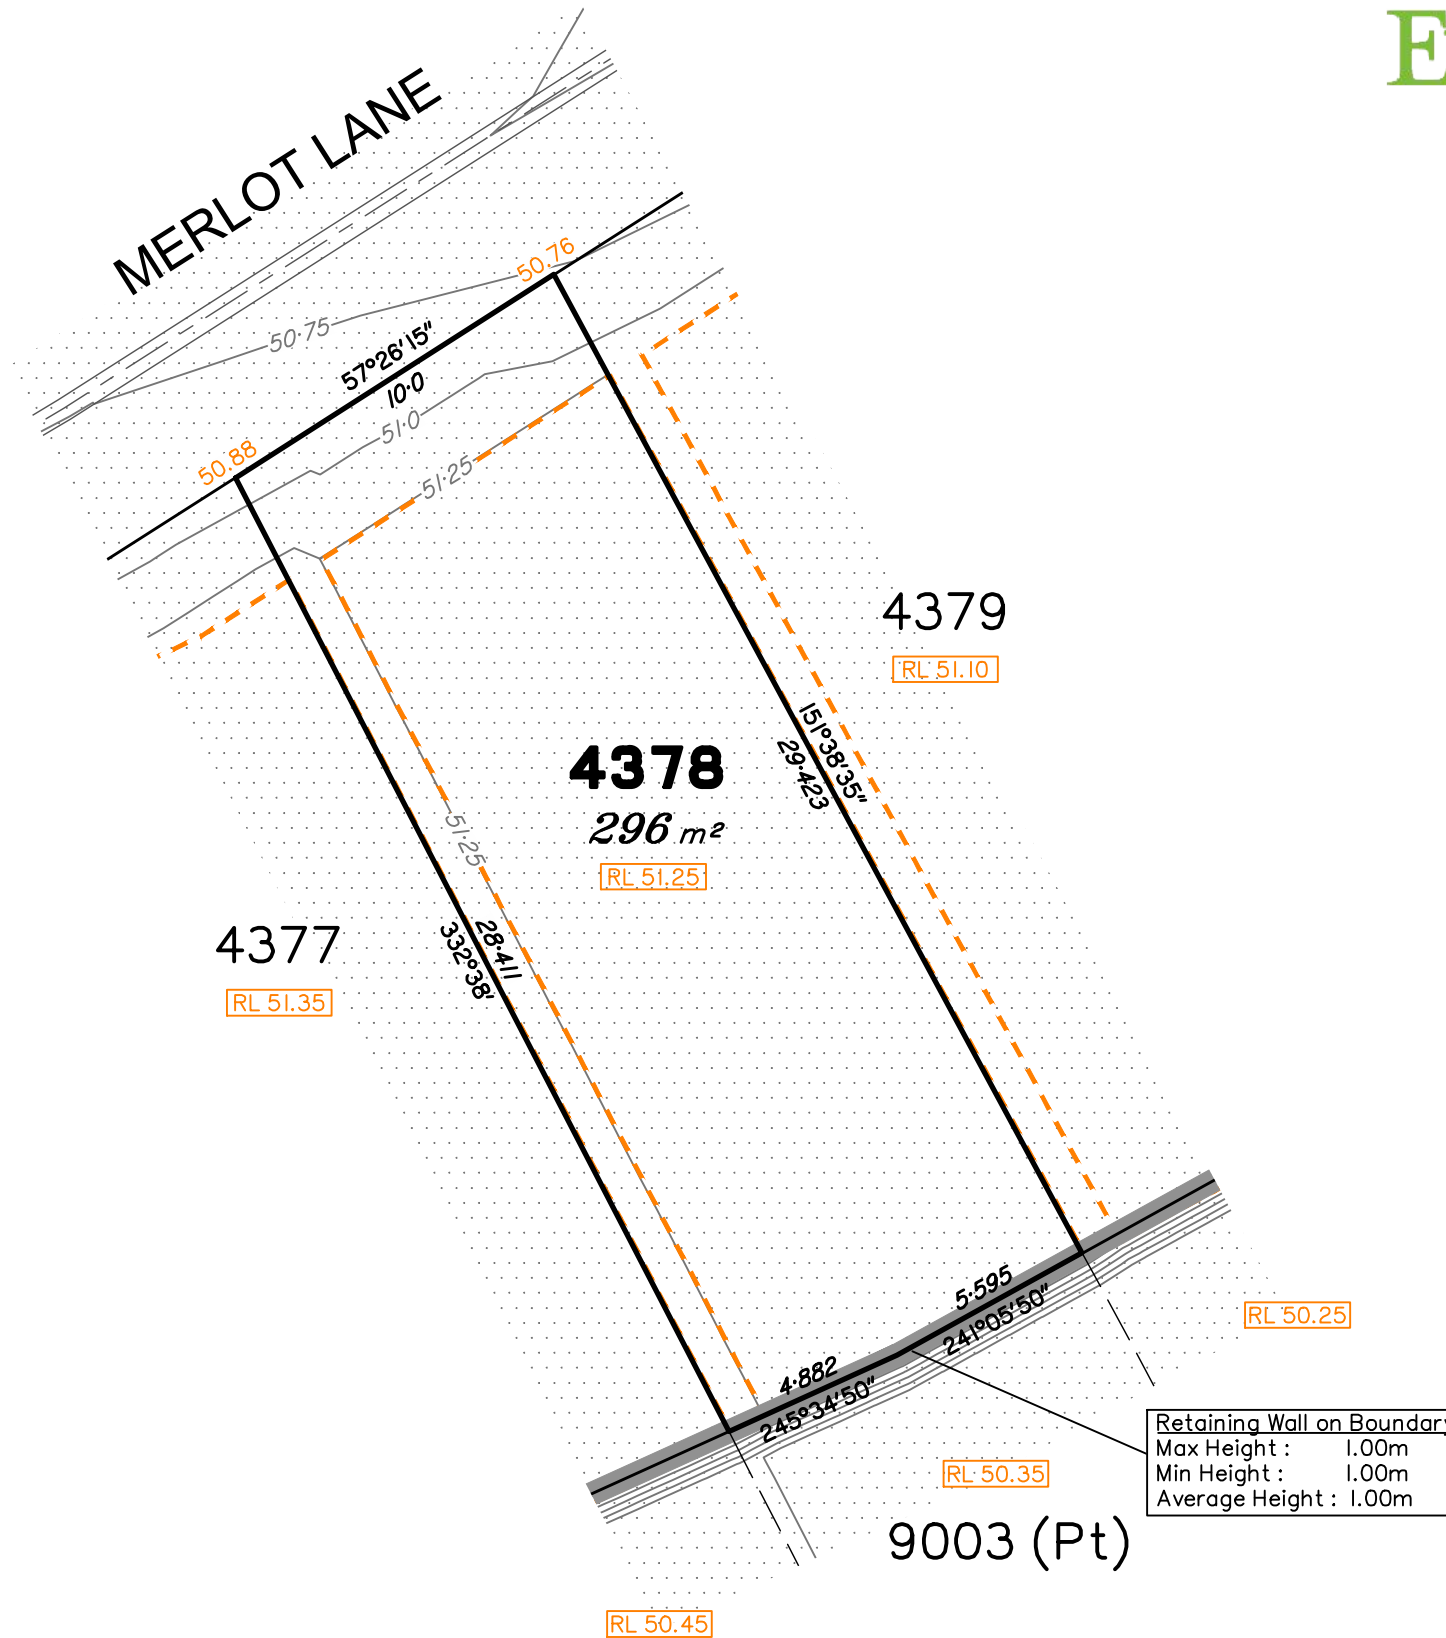 E
MERLOT LANE
50.76
50·75
57°26'15"
10·0
51·0
50.88
51·25
4379
RL 51.10
151°38'35"
29·423
4378
296 m²
RL 51.25
51·25
4377
RL 51.35
28·411
332°38'
5·595
241°05'50"
RL 50.25
4·882
245°34'50"
Retaining Wall on Boundary
Max Height : 1.00m
Min Height : 1.00m
Average Height : 1.00m
RL 50.35
9003 (Pt)
RL 50.45